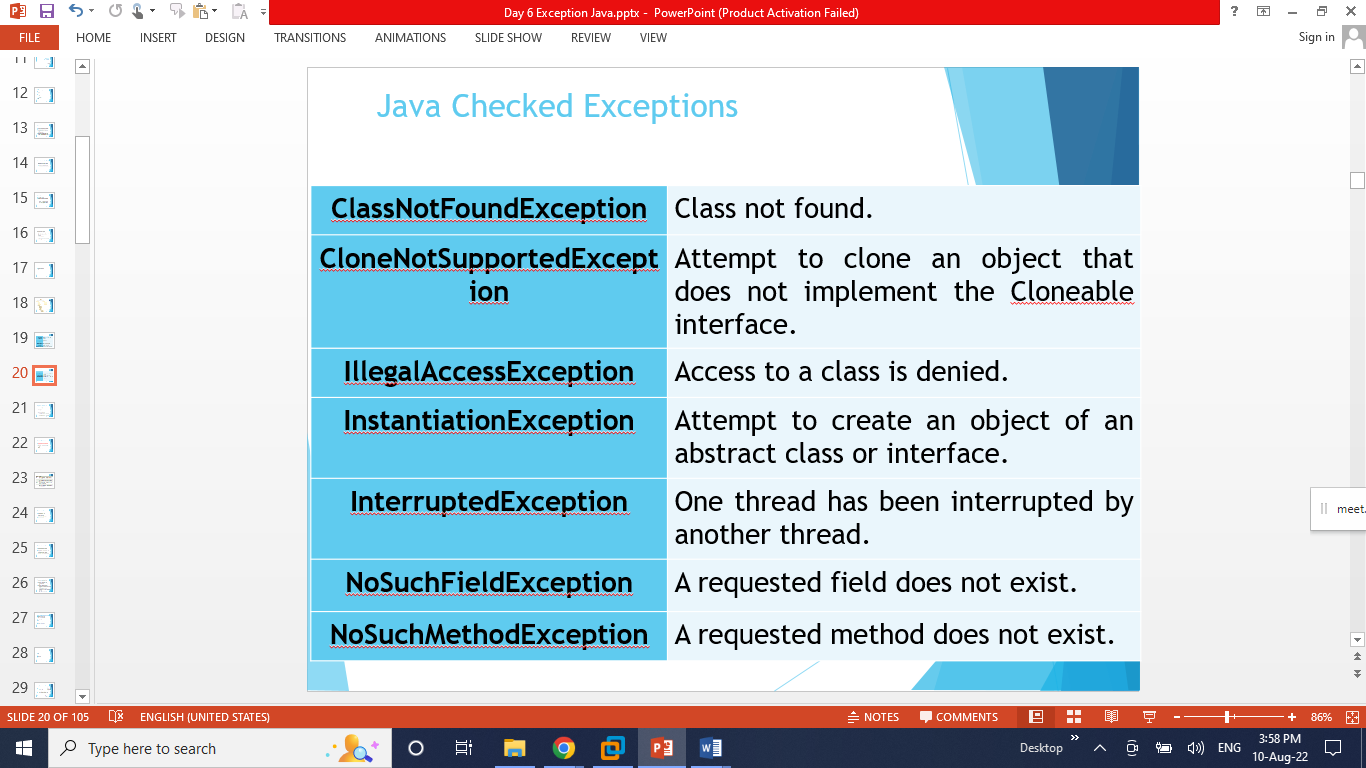 Day 6 Exception Java.pptx - PowerPoint (Product Activation Failed)
FILE HOME INSERT DESIGN TRANSITIONS ANIMATIONS SLIDE SHOW REVIEW VIEW Sign in
11
12
13
14
15
16
17
18
19
20
21
22
23
24
25
26
27
28
29
Java Checked Exceptions
ClassNotFoundException Class not found.
CloneNotSupportedExcept Attempt to clone an object that
ion does not implement the Cloneable
interface.
IllegalAccessException Access to a class is denied.
InstantiationException Attempt to create an object of an
abstract class or interface.
InterruptedException One thread has been interrupted by
another thread.
NoSuchFieldException A requested field does not exist.
NoSuchMethodException A requested method does not exist.
meet.
SLIDE 20 OF 105 ENGLISH (UNITED STATES) NOTES COMMENTS 86%
Type here to search Desktop ENG 3:58 PM
10-Aug-22